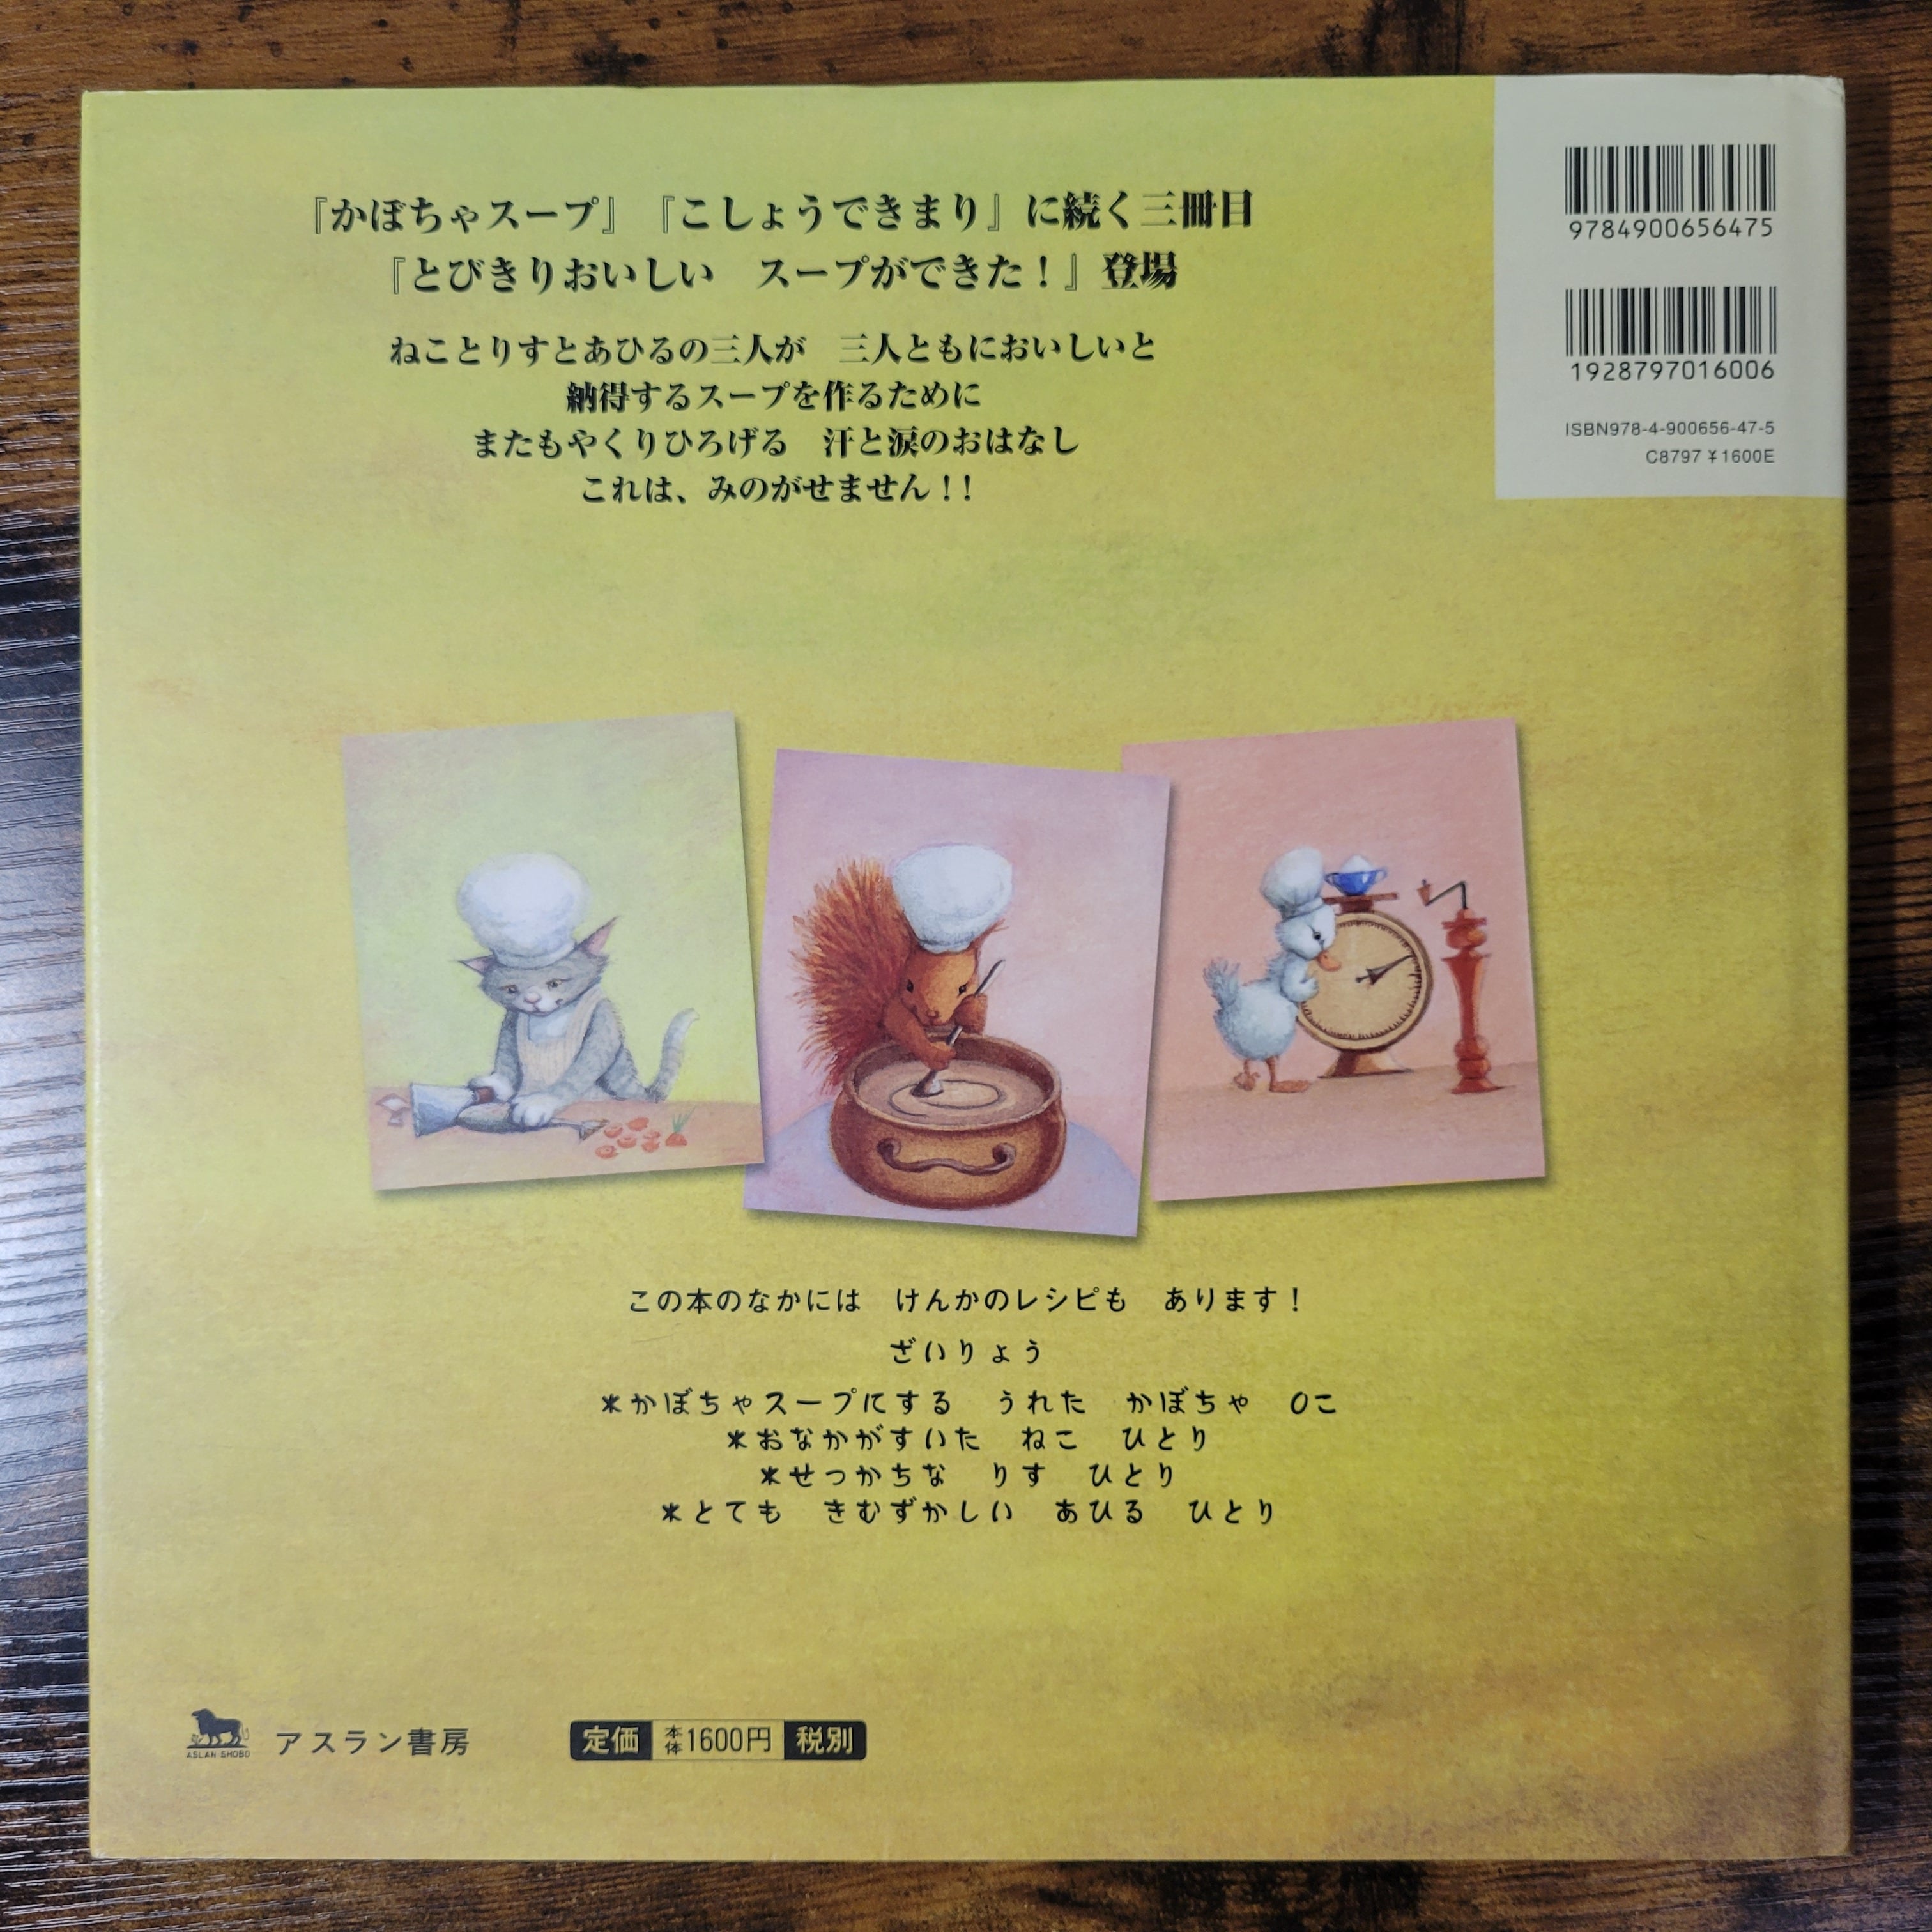 『かぼちゃスープ』『こしょうできまり』に続く三冊目
『とびきりおいしい　スープができた！』登場
ねことりすとあひるの三人が　三人ともにおいしいと
納得するスープを作るために
またもやくりひろげる　汗と涙のおはなし
これは、みのがせません！！
9784900656475
1928797016006
ISBN978-4-900656-47-5
C8797 ¥1600E
この本のなかには　けんかのレシピも　あります！
ざいりょう
＊かぼちゃスープにする　うれた　かぼちゃ　0こ
＊おなかがすいた　ねこ　ひとり
＊せっかちな　りす　ひとり
＊とても　きむずかしい　あひる　ひとり
ASLAN SHOBO
アスラン書房
定価 本体1600円 税別